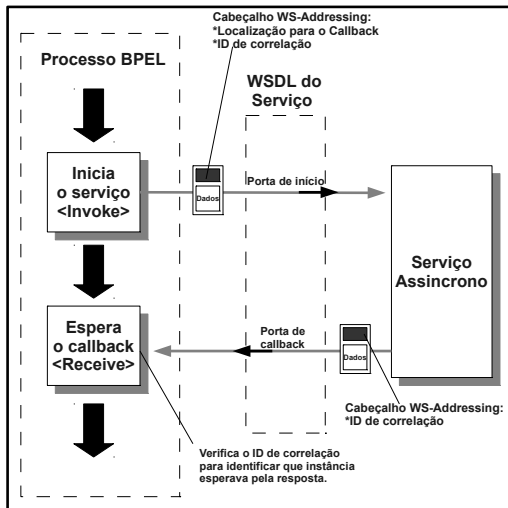 Cabeçalho WS-Addressing:
*Localização para o Callback
*ID de correlação
Processo BPEL
WSDL do
Serviço
Inicia
o serviço
<Invoke>
Dados
Porta de início
Serviço
Assincrono
Espera
o callback
<Receive>
Porta de
callback
Dados
Cabeçalho WS-Addressing:
*ID de correlação
Verifica o ID de correlação
para identificar que instância
esperava pela resposta.